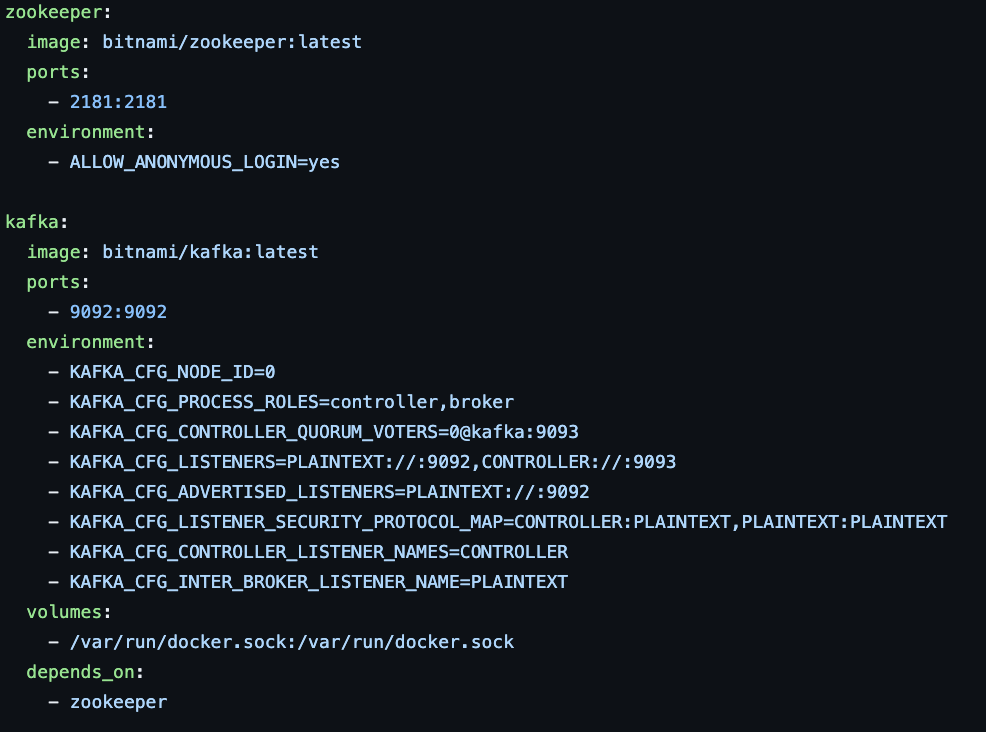 zookeeper:
  image: bitnami/zookeeper:latest
  ports:
    - 2181:2181
  environment:
    - ALLOW_ANONYMOUS_LOGIN=yes

kafka:
  image: bitnami/kafka:latest
  ports:
    - 9092:9092
  environment:
    - KAFKA_CFG_NODE_ID=0
    - KAFKA_CFG_PROCESS_ROLES=controller,broker
    - KAFKA_CFG_CONTROLLER_QUORUM_VOTERS=0@kafka:9093
    - KAFKA_CFG_LISTENERS=PLAINTEXT://:9092,CONTROLLER://:9093
    - KAFKA_CFG_ADVERTISED_LISTENERS=PLAINTEXT://:9092
    - KAFKA_CFG_LISTENER_SECURITY_PROTOCOL_MAP=CONTROLLER:PLAINTEXT,PLAINTEXT:PLAINTEXT
    - KAFKA_CFG_CONTROLLER_LISTENER_NAMES=CONTROLLER
    - KAFKA_CFG_INTER_BROKER_LISTENER_NAME=PLAINTEXT
  volumes:
    - /var/run/docker.sock:/var/run/docker.sock
  depends_on:
    - zookeeper